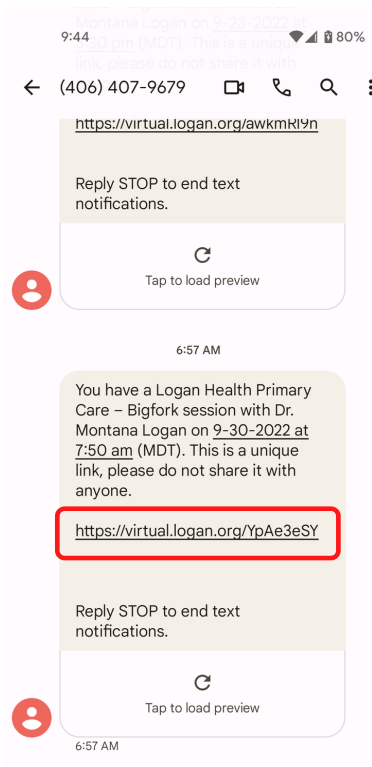 Montana Logan on 9-23-2022 at
9:44
80%
5:30 pm (MDT). This is a unique
link, please do not share it with
(406) 407-9679
https://virtual.logan.org/awkmRl9n
Reply STOP to end text
notifications.
Tap to load preview
6:57 AM
You have a Logan Health Primary
Care – Bigfork session with Dr.
Montana Logan on 9-30-2022 at
7:50 am (MDT). This is a unique
link, please do not share it with
anyone.
https://virtual.logan.org/YpAe3eSY
Reply STOP to end text
notifications.
Tap to load preview
6:57 AM